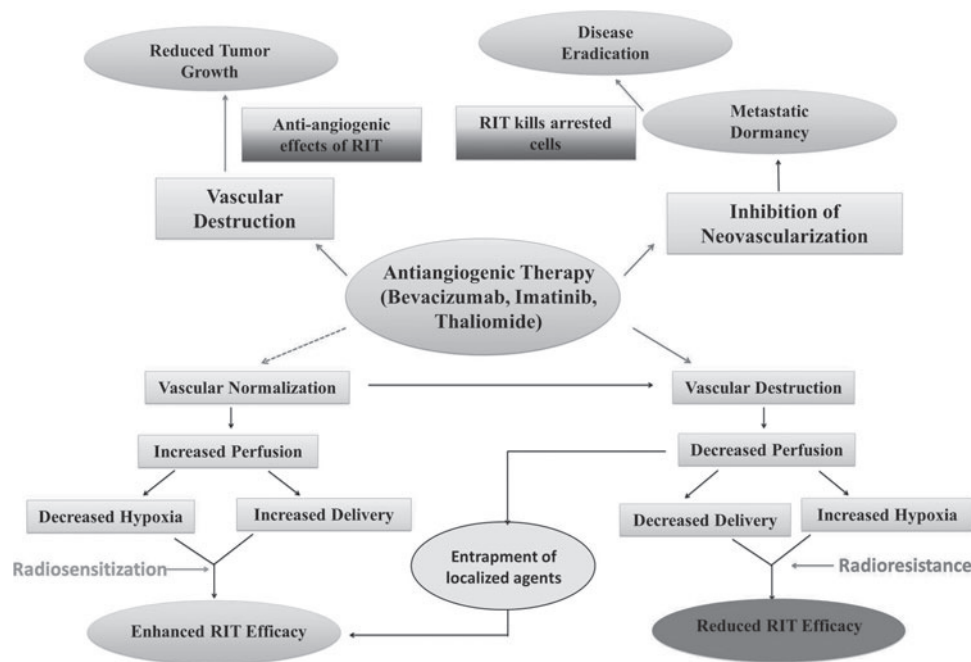 Reduced Tumor
Growth
Disease
Eradication
Anti-angiogenic
effects of RIT
RIT kills arrested
cells
Metastatic
Dormancy
Vascular
Destruction
Inhibition of
Neovascularization
Antiangiogenic Therapy
(Bevacizumab, Imatinib,
Thaliomide)
Vascular Normalization
Vascular Destruction
Increased Perfusion
Decreased Perfusion
Decreased Hypoxia
Increased Delivery
Decreased Delivery
Increased Hypoxia
Entrapment of
localized agents
Radiosensitization
Radioresistance
Enhanced RIT Efficacy
Reduced RIT Efficacy